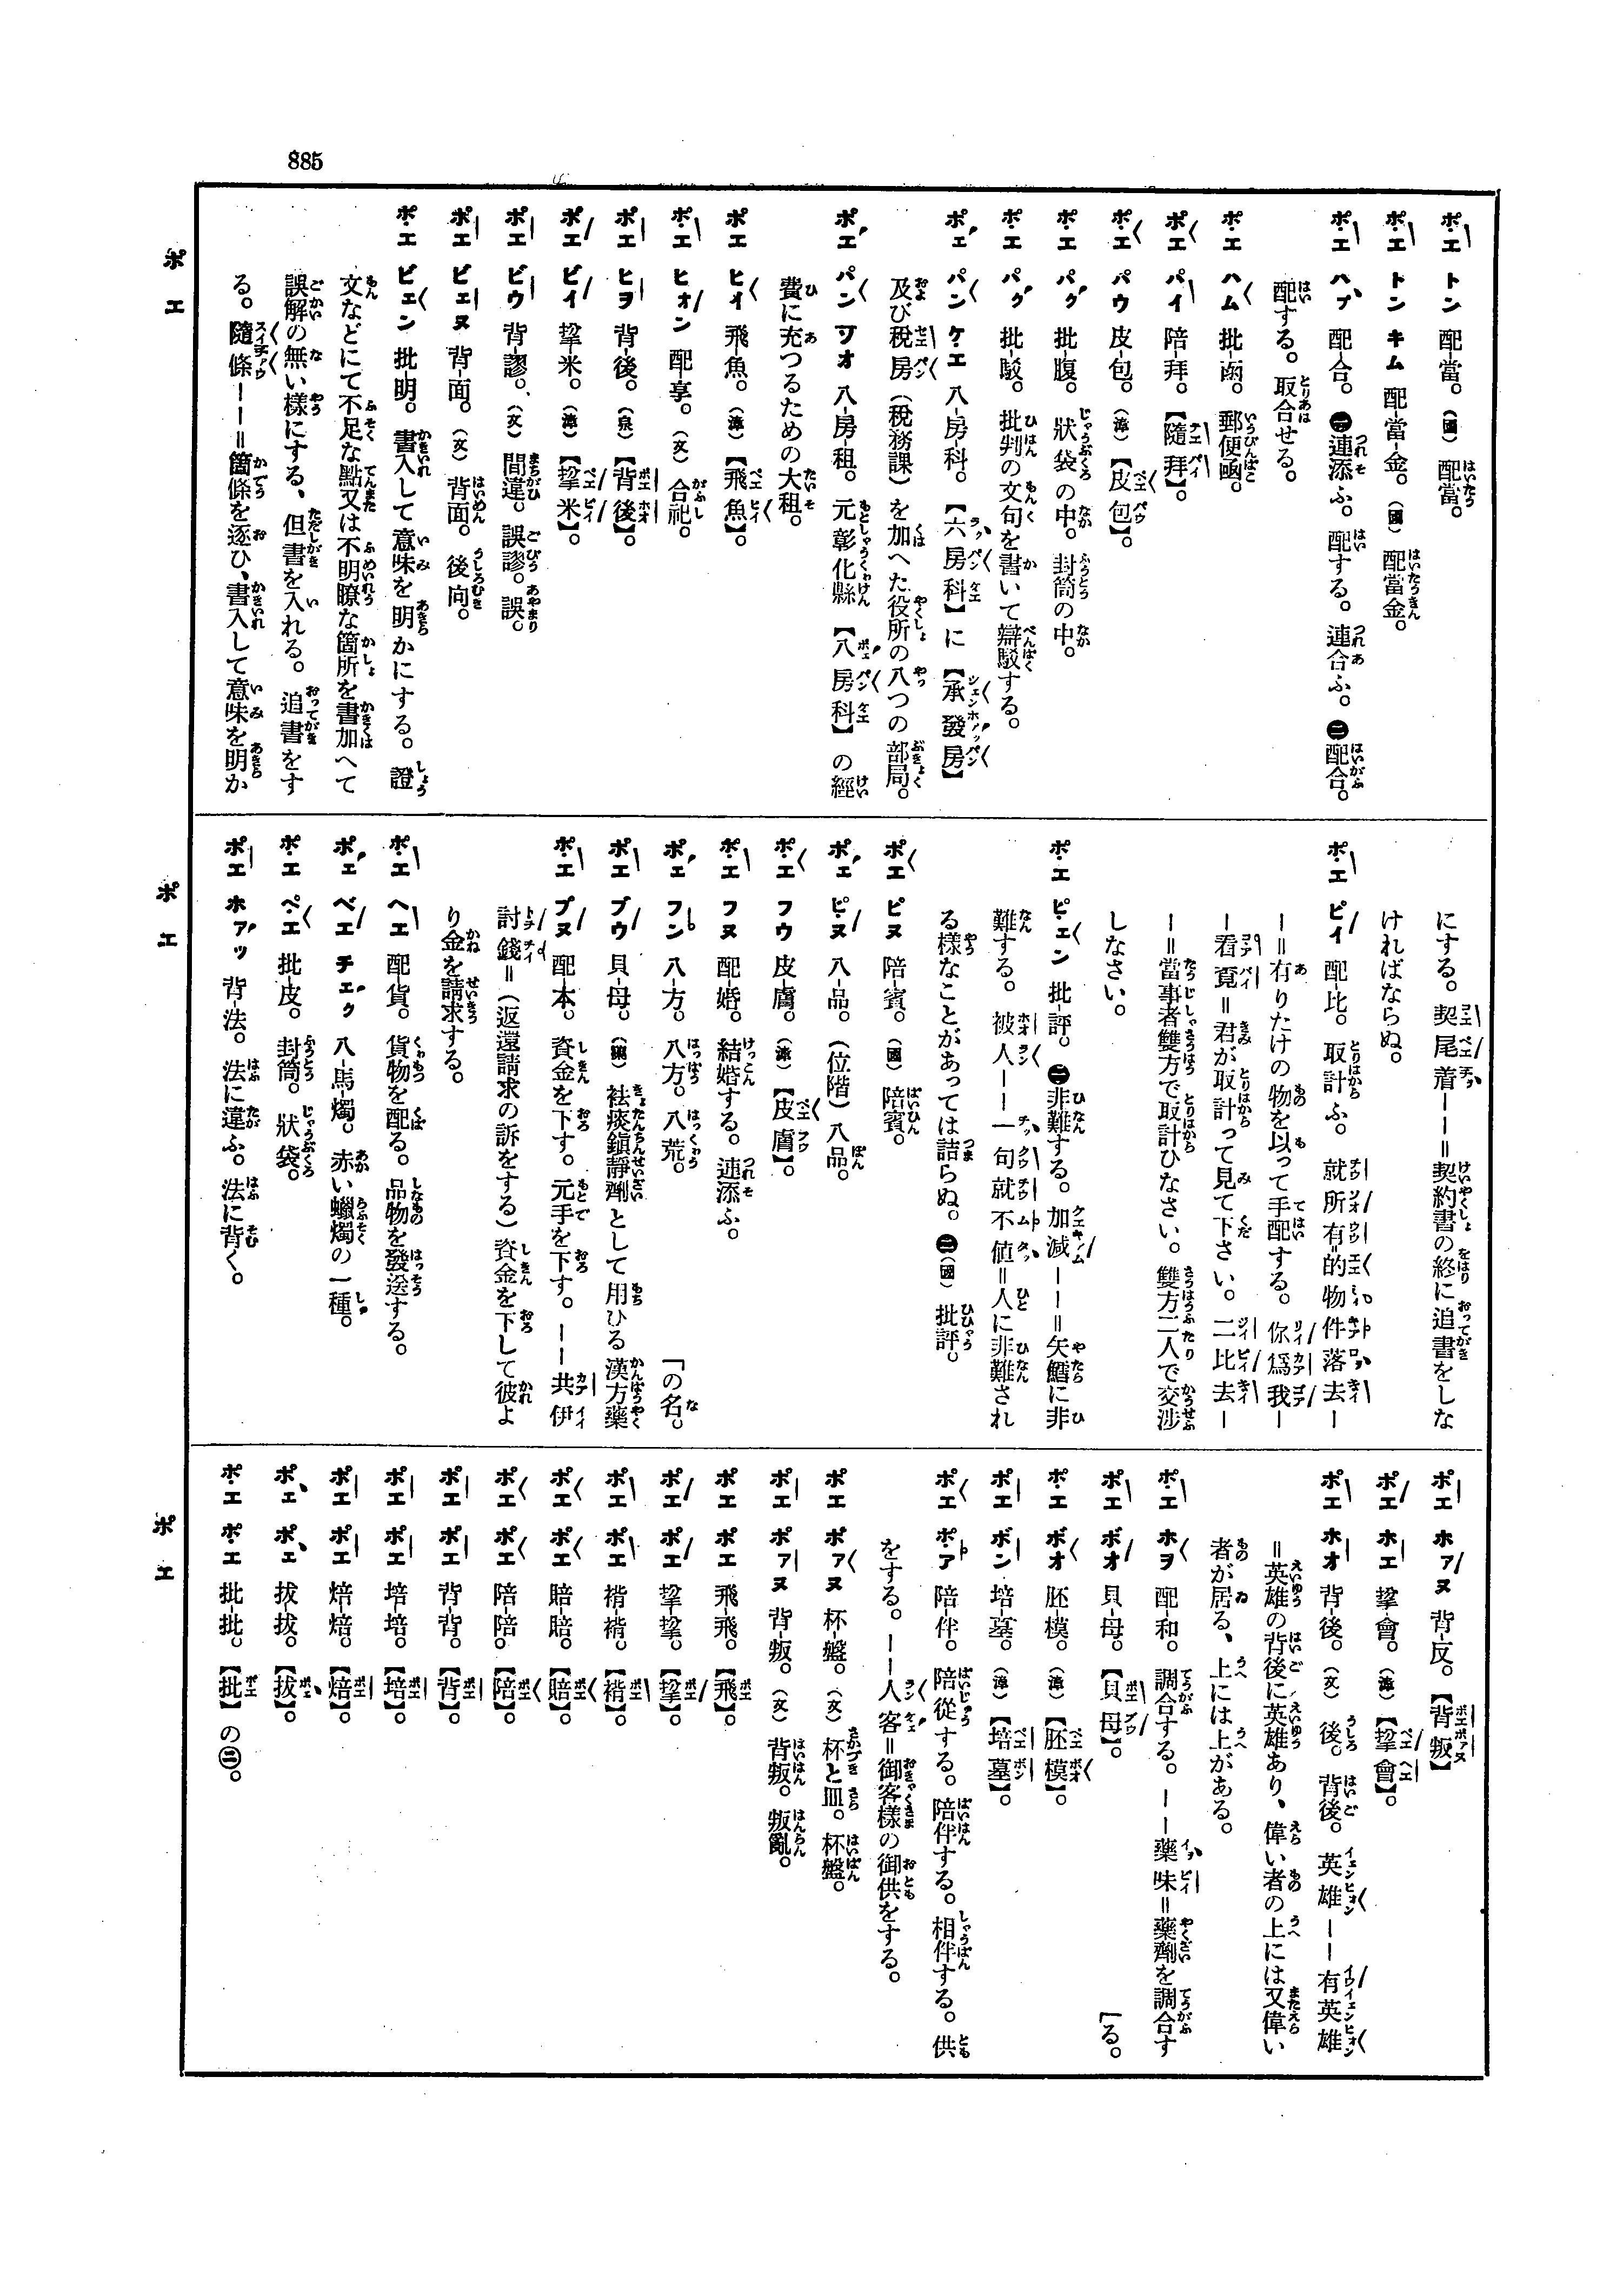 885
ポエ トン 配-當。(國) 配當。
ポエ トン キム 配-當-金。(國) 配當金。
ポエ ハプ 配合。㊀連添ふ。配する。連合ふ。㊁配合。
配する。取合せる。
ポエ ハム 批-函。郵便凾。
ポエ パイ 陪-拜。【隨拜】。
ポエ パウ 皮-包。(漳)【皮包】。
ポエ パク 批-腹。狀袋の中。封筒の中。
ポエ パク 批-駁。批判の文句を書いて辯駁する。
ポエ パン ケエ 八-房-科。【六房科】に【承發房】
及び稅房(稅務課)を加へた役所の八つの部局。
ポエ パン ツオ 八-房-租。元彰化縣【八房科】の經
費に充つるための大租。
ポエ ヒイ 飛-魚。(漳)【飛魚】。
ポエ ヒオン 配-享。(文)合祀。
ポエ ヒヲ 背-後。(泉)【背後】。
ポエ ビイ 挐-米。(漳)【挐米】。
ポエ ビウ 背-謬。(文)間違。誤謬。誤。
ポエ ビェヌ 背-面。(文)背面。後向。
ポエ ビェン 批-明。書入して意味を明かにする。證
文などにて不足な點又は不明瞭な箇所を書加へて
誤解の無い樣にする、但書を入れる。追書をす
る。隨條――=箇條を逐ひ、書入して意味を明か
にする。契尾着――=契約書の終に追書をしな
ければならぬ。
ポエ ピイ 配-比。取計ふ。就所有的物件落去―
―=有りたけの物を以って手配する。你爲我―
―看覔=君が取計って見て下さい。二比去―
―=當事者雙方で取計ひなさい。雙方二人で交涉
しなさい。
ポエ ピェン 批-評。㊀非難する。加減――=矢鱈に非
難する。被人――一句就不値=人に非難され
る樣なことがあっては詰らぬ。㊁(國)批評。
ポエ ピヌ 陪-賓。(國)陪賓。
ポエ ピヌ 八-品。(位階)八品。
ポエ フウ 皮-膚。(漳)【皮膚】。
ポエ フヌ 配-婚。結婚する。連添ふ。
ポエ フン 八-方。八方。八荒。「の名。
ポエ ブウ 貝-母。(藥)袪痰鎭靜劑として用ひる漢方藥
ポエ プヌ 配-本。資金を下す。元手を下す。――共伊
討錢=(返還請求の訴をする)資金を下して彼よ
り金を請求する。
ポエ ヘエ 配-貨。貨物を配る。品物を發送する。
ポエ ベエ チェク 八-馬-燭。赤い蠟燭の一種。
ポエ ペエ 批-皮。封筒。狀袋。
ポエ ホァッ 背-法。法に違ふ。法に背く。
ポエ ホァヌ 背-反。【背叛】
ポエ ホエ 挐-會。(漳)【挐會】。
ポエ ホオ 背-後。(文)後。背後。英雄――有英雄
=英雄の背後に英雄あり、偉い者の上には又偉い
者が居る、上には上がある。
ポエ ホヲ 配-和。調合する。――藥味=藥劑を調合す
ポエ ボオ 貝-母。【貝母】。「る。
ポエ ボオ 胚-模。(漳)【胚模】。
ポエ ボン 培-墓。(漳)【培墓】。
ポエ ポア 陪-伴。陪從する。陪伴する。相伴する。供
をする。――人客=御客樣の御供をする。
ポエ ポァヌ 杯-盤。(文)杯と皿。杯盤。
ポエ ポァヌ 背-叛。(文)背叛。叛亂。
ポエ ポエ 飛-飛。【飛】。
ポエ ポエ 挐-挐。【挐】。
ポエ ポエ 褙-褙。【褙】。
ポエ ポエ 賠-賠。【賠】。
ポエ ポエ 陪-陪。【陪】。
ポエ ポエ 背-背。【背】。
ポエ ポエ 培-培。【培】。
ポエ ポエ 焙-焙。【焙】。
ポエ ポエ 拔-拔。【拔】。
ポエ ポエ 批-批。【批】の㊁。
ポエ
ポエ
ポエ